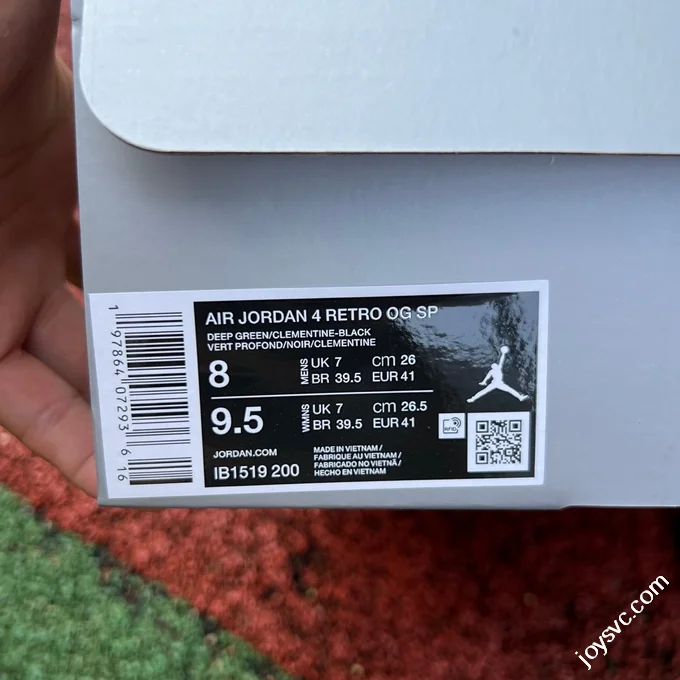 AIR JORDAN 4 RETRO OG SP
DEEP GREEN/CLEMENTINE-BLACK
VERT PROFOND/NOIR/CLEMENTINE
8 MENS UK 7 CM 26
BR 39.5 EUR 41
9.5 WMNS UK 7 CM 26.5
BR 39.5 EUR 41
RFID
JORDAN.COM
IB1519 200
MADE IN VIETNAM/
FABRIQUE AU VIETNAM/
FABRICADO NO VIETNÃ/
HECHO EN VIETNAM
1 97864 07293 6 16
joysvc.com